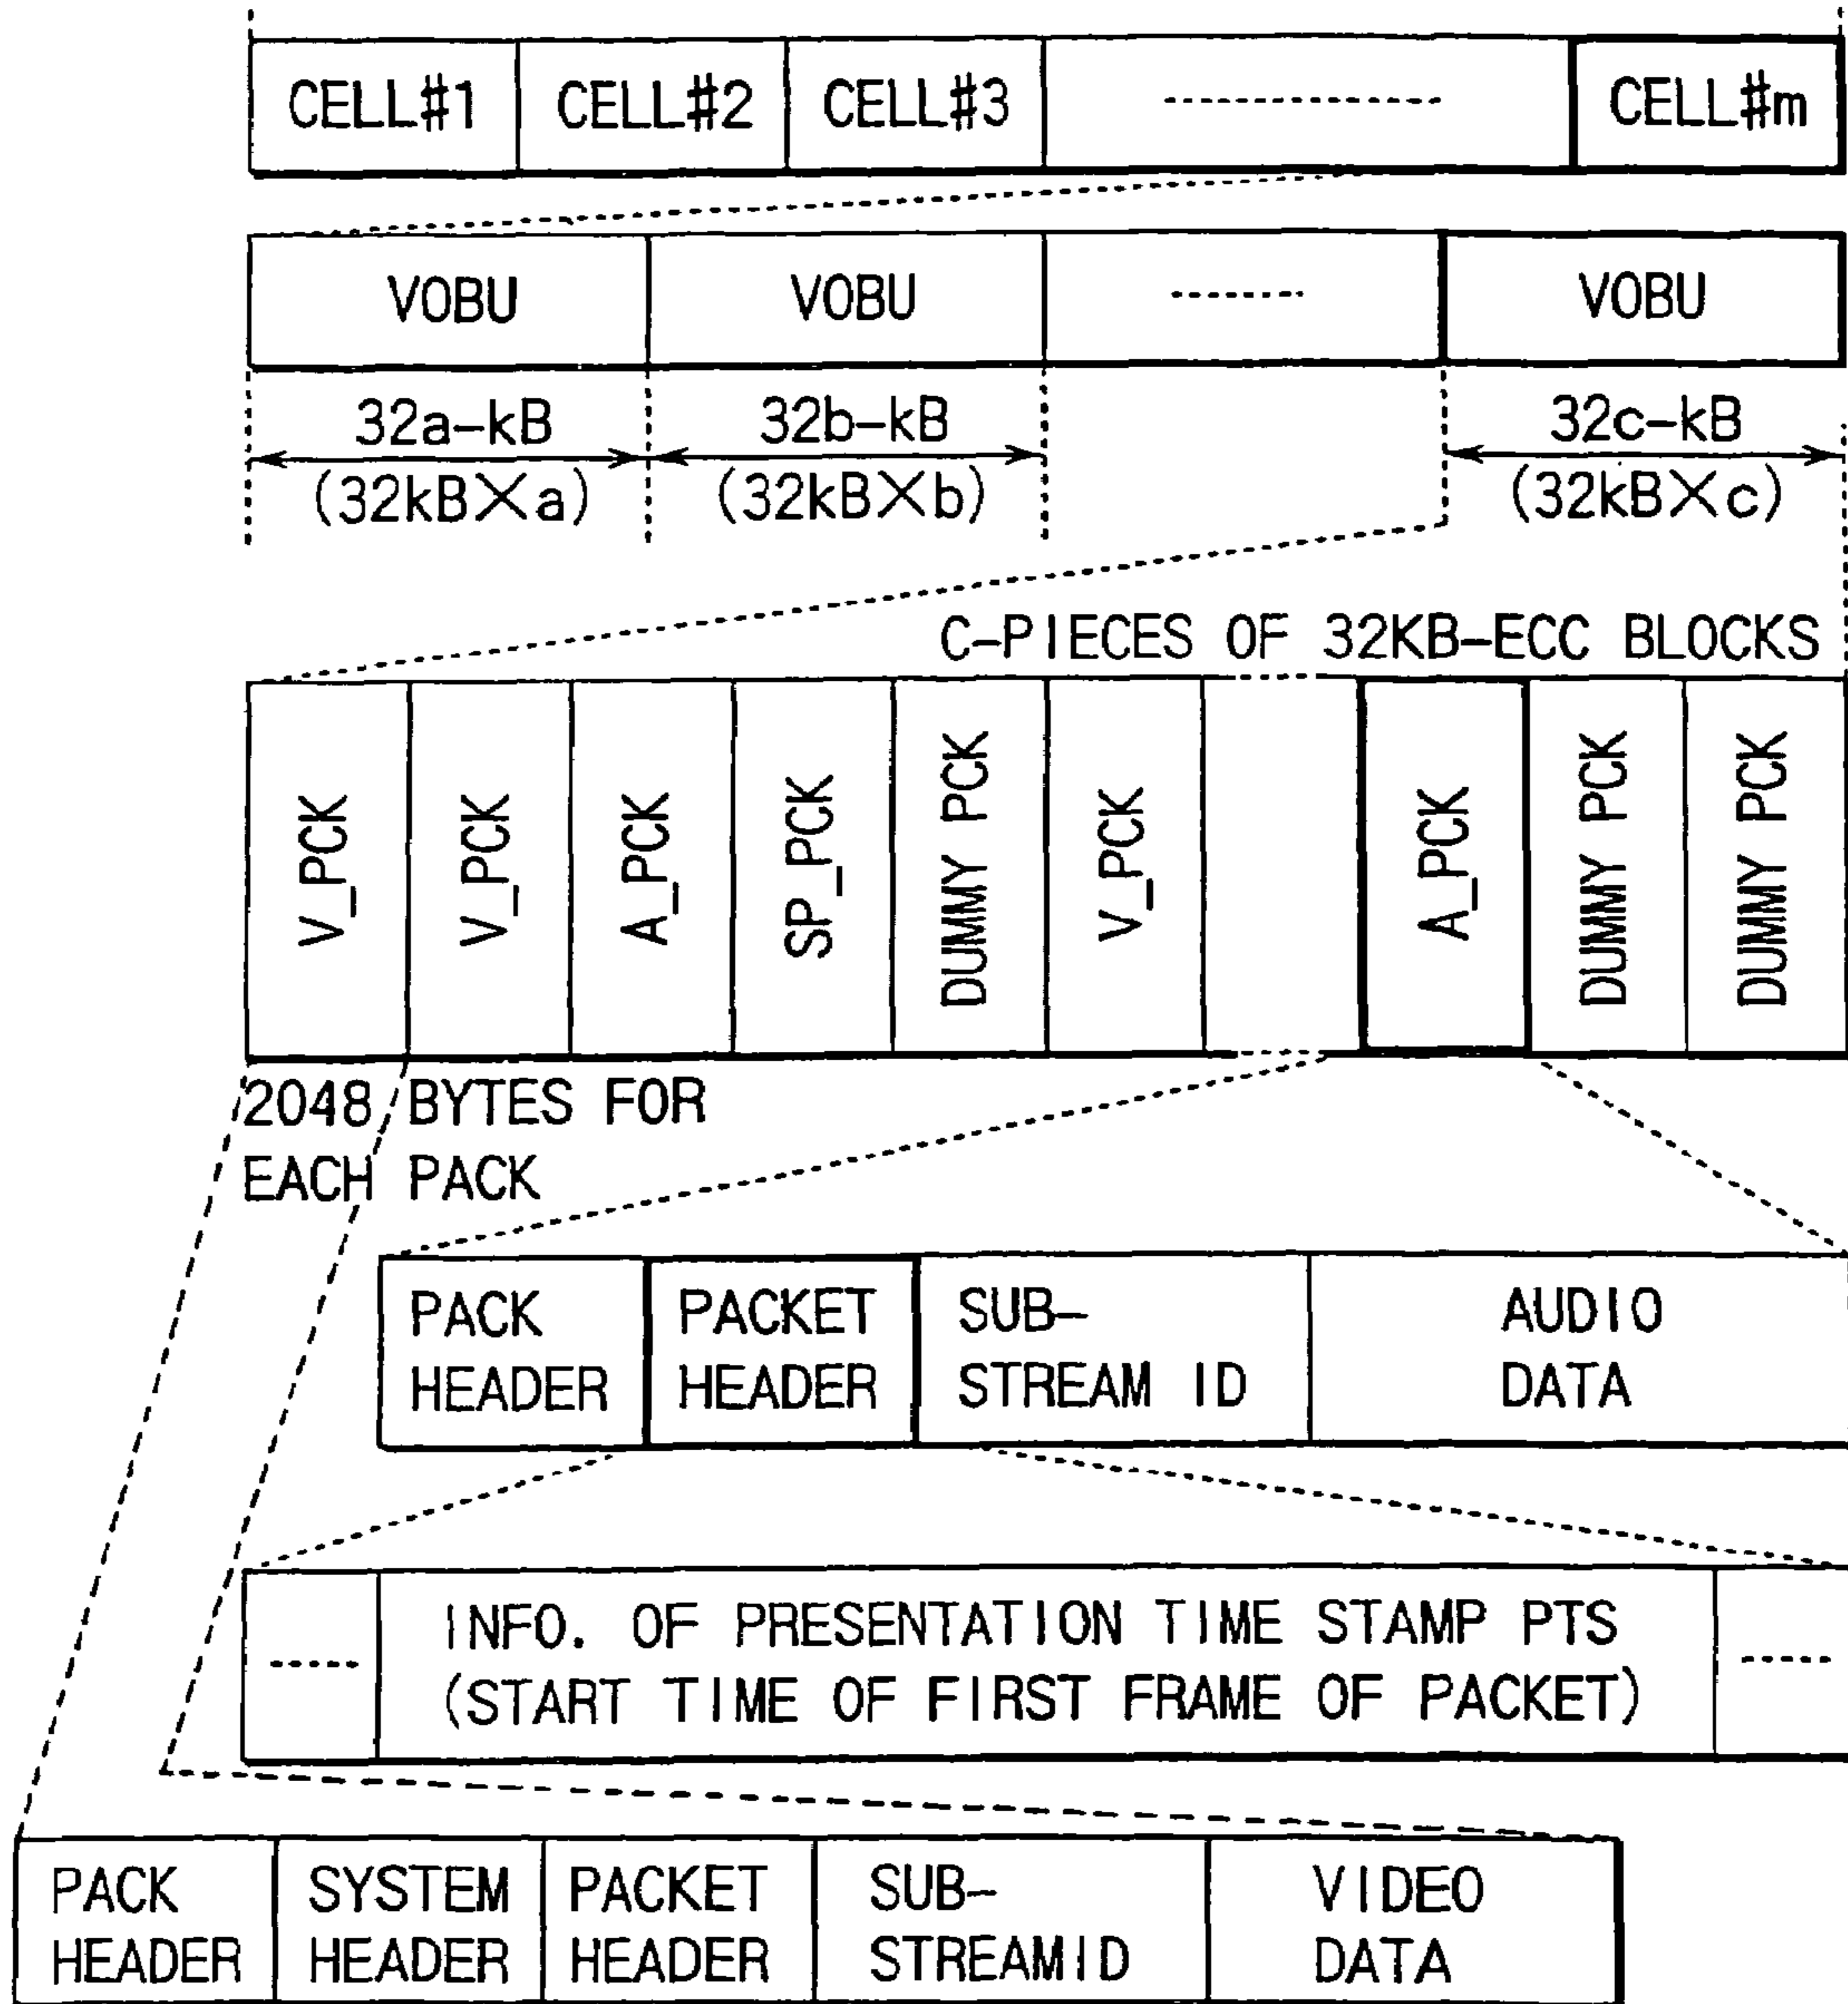 CELL#1 CELL#2 CELL#3 CELL#m
VOBU VOBU VOBU
32a-kB 32b-kB 32c-kB
(32kB×a) (32kB×b) (32kB×c)
C-PIECES OF 32KB-ECC BLOCKS
V_PCK V_PCK A_PCK SP_PCK DUMMY PCK V_PCK A_PCK DUMMY PCK DUMMY PCK
2048 BYTES FOR
EACH PACK
PACK PACKET SUB- AUDIO
HEADER HEADER STREAM ID DATA
INFO. OF PRESENTATION TIME STAMP PTS
(START TIME OF FIRST FRAME OF PACKET)
PACK SYSTEM PACKET SUB- VIDEO
HEADER HEADER HEADER STREAMID DATA